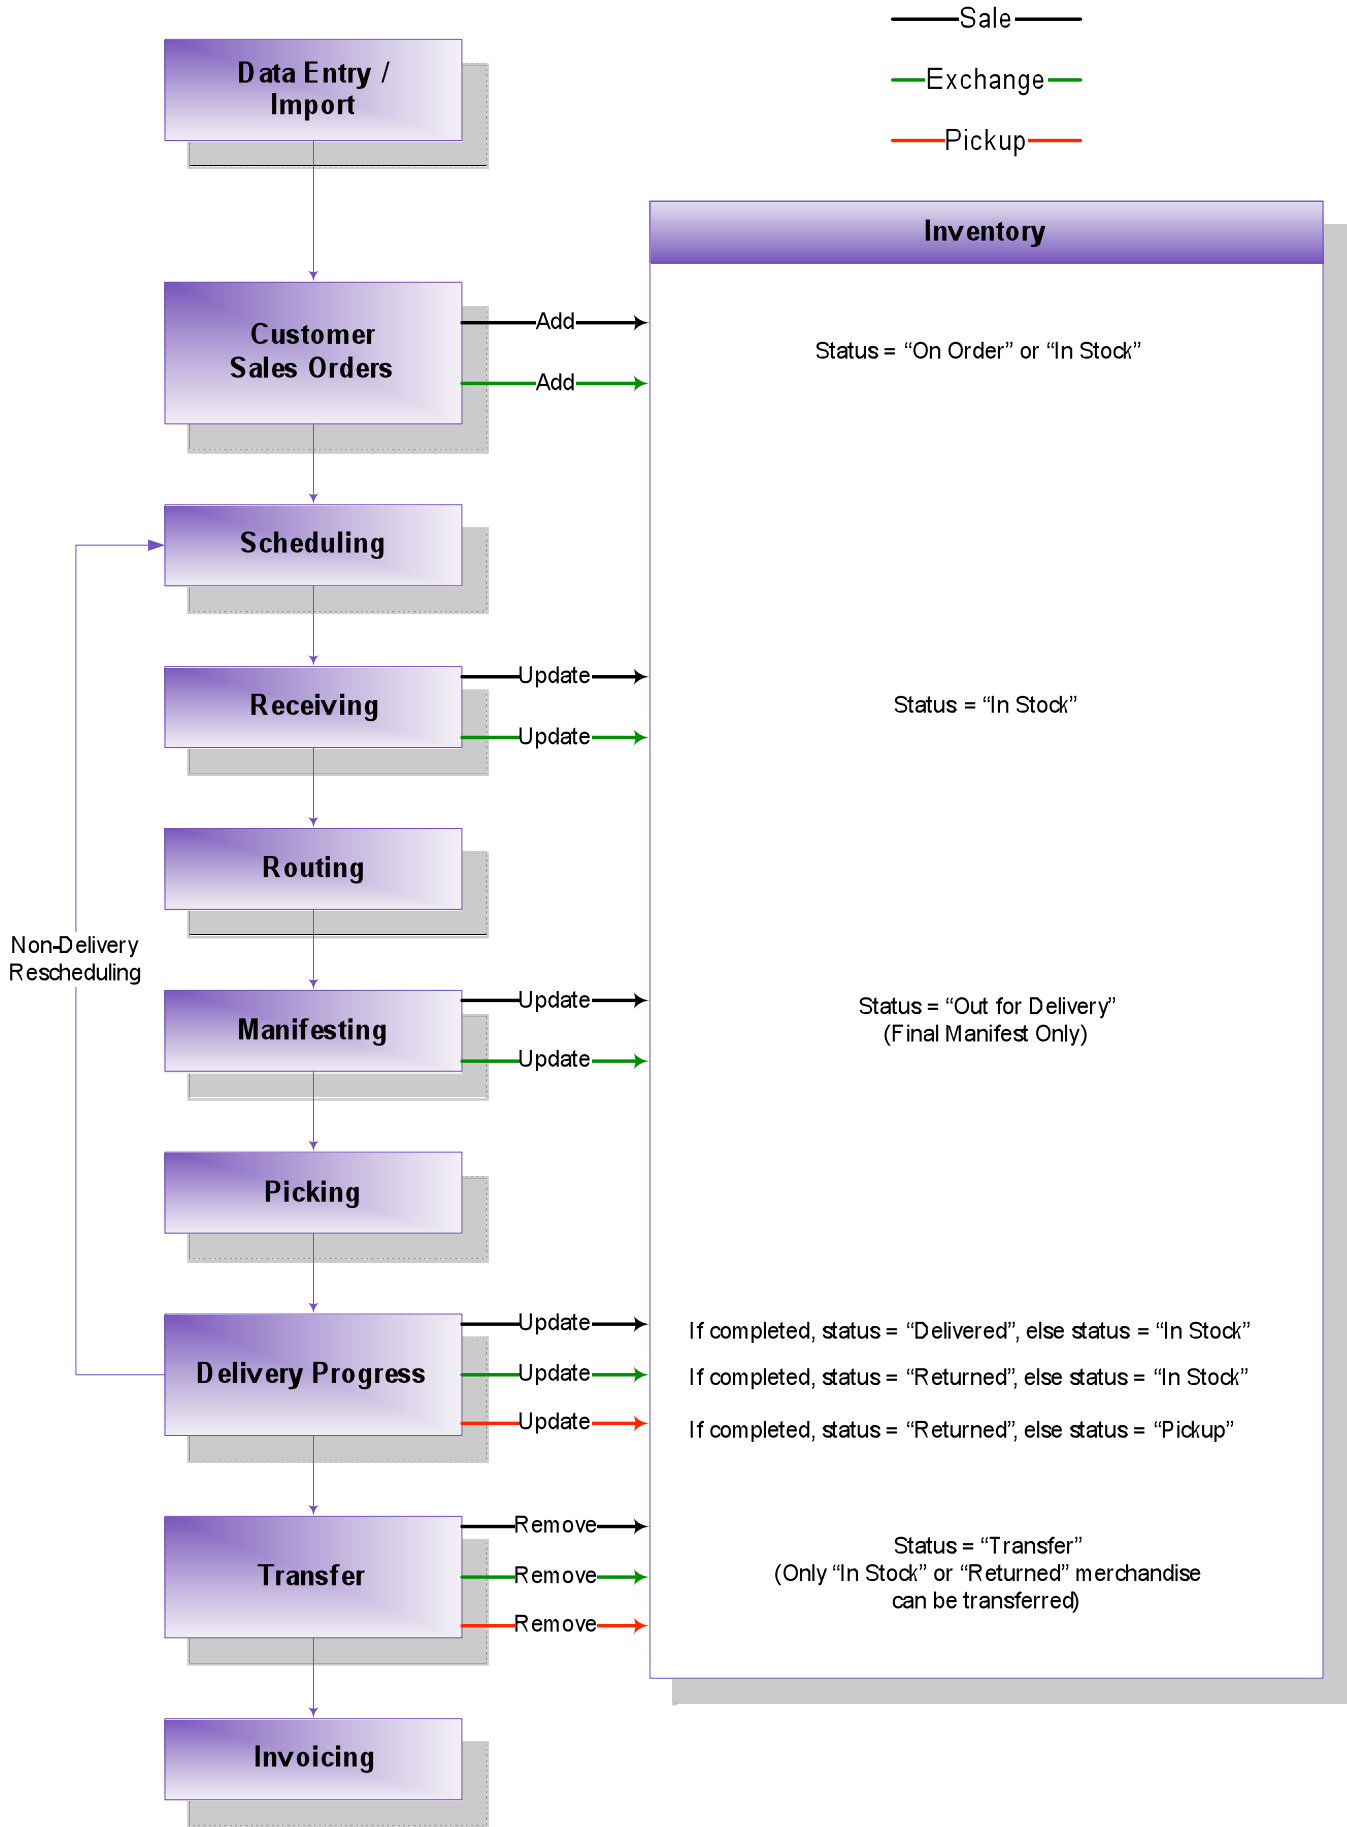 Sale
Exchange
Pickup
Data Entry /
Import
Inventory
Customer
Sales Orders
Add
Add
Status = “On Order” or “In Stock”
Scheduling
Receiving
Update
Update
Status = “In Stock”
Routing
Non-Delivery
Rescheduling
Manifesting
Update
Update
Status = “Out for Delivery”
(Final Manifest Only)
Picking
Delivery Progress
Update
If completed, status = “Delivered”, else status = “In Stock”
Update
If completed, status = “Returned”, else status = “In Stock”
Update
If completed, status = “Returned”, else status = “Pickup”
Transfer
Remove
Remove
Remove
Status = “Transfer”
(Only “In Stock” or “Returned” merchandise
can be transferred)
Invoicing